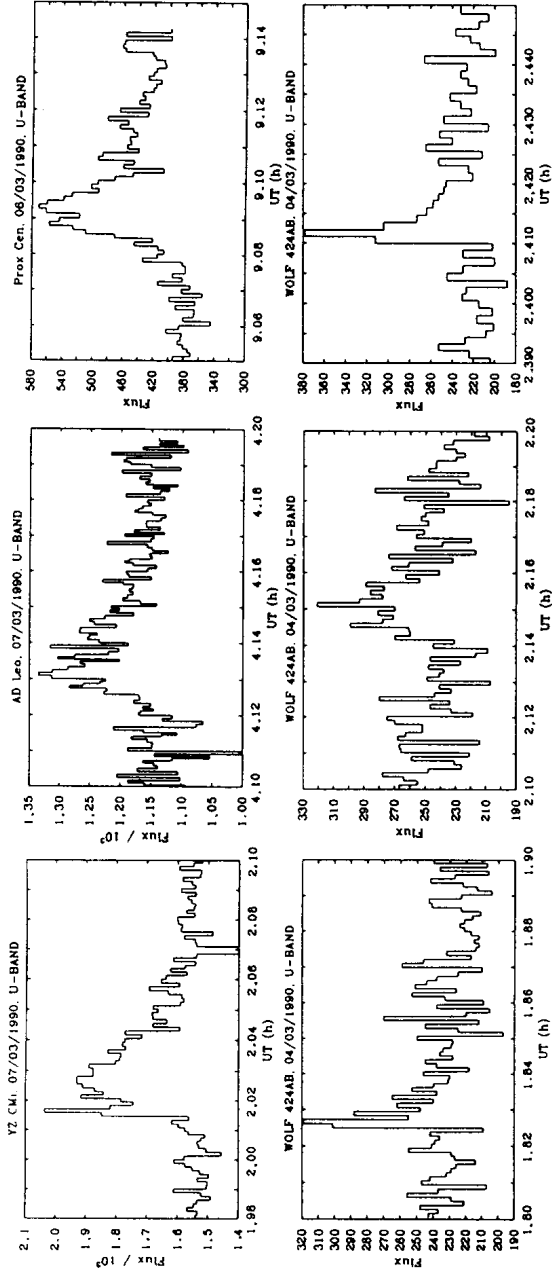 YZ CMi. 07/03/1990, U-BAND
Flux / 10³
2.1
2.0
1.9
1.8
1.7
1.6
1.5
1.4
1.98 2.00 2.02 2.04 2.06 2.08 2.10
UT (h)
AD Leo. 07/03/1990, U-BAND
Flux / 10³
1.35
1.30
1.25
1.20
1.15
1.10
1.05
1.00
4.10 4.12 4.14 4.16 4.18 4.20
UT (h)
Prox Cen. 06/03/1990, U-BAND
Flux
580
540
500
460
420
380
340
300
9.06 9.08 9.10 9.12 9.14
UT (h)
WOLF 424AB. 04/03/1990, U-BAND
Flux
320
310
300
290
280
270
260
250
240
230
220
210
200
190
1.80 1.82 1.84 1.86 1.88 1.90
UT (h)
WOLF 424AB. 04/03/1990, U-BAND
Flux
330
310
290
270
250
230
210
190
2.10 2.12 2.14 2.16 2.18 2.20
UT (h)
WOLF 424AB. 04/03/1990, U-BAND
Flux
380
360
340
320
300
280
260
240
220
200
180
2.390 2.400 2.410 2.420 2.430 2.440
UT (h)